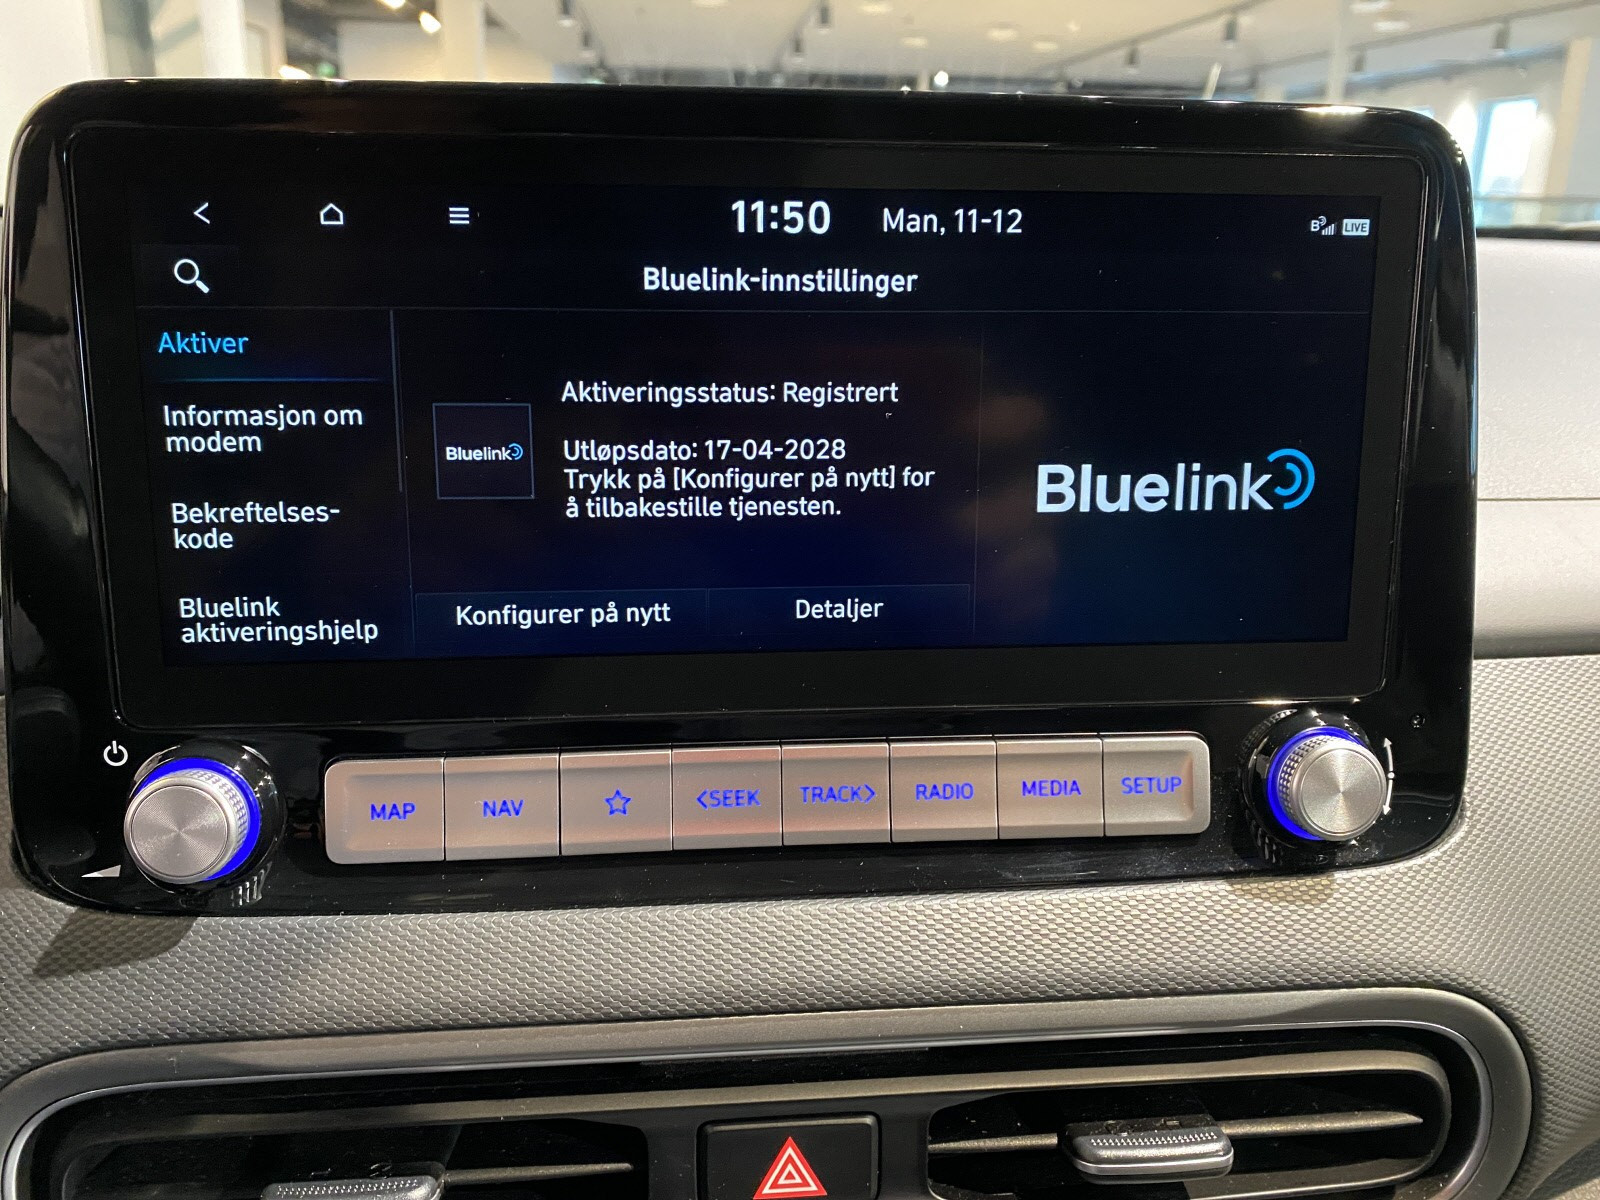 11:50 Man, 11-12
B LIVE
Bluelink-innstillinger
Aktiver
Informasjon om
modem
Bekreftelses-
kode
Bluelink
aktiveringshjelp
Bluelink
Aktiveringsstatus: Registrert
Utløpsdato: 17-04-2028
Trykk på [Konfigurer på nytt] for
å tilbakestille tjenesten.
Konfigurer på nytt
Detaljer
Bluelink
MAP NAV <SEEK TRACK> RADIO MEDIA SETUP